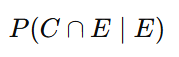 P(C ∩ E | E)